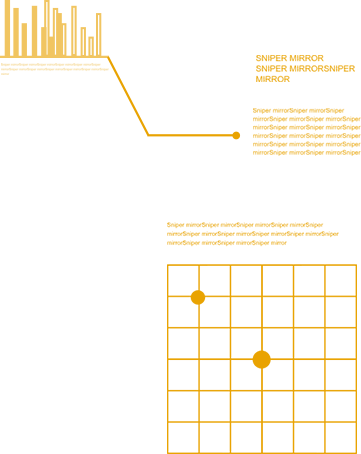 SNIPER MIRROR
SNIPER MIRRORSNIPER
MIRROR
Sniper mirrorSniper mirrorSniper
mirrorSniper mirrorSniper mirrorSniper
mirrorSniper mirrorSniper mirrorSniper
mirrorSniper mirrorSniper mirrorSniper
mirrorSniper mirrorSniper mirrorSniper
mirrorSniper mirrorSniper mirrorSniper
Sniper mirrorSniper mirrorSniper mirrorSniper mirrorSniper
mirrorSniper mirrorSniper mirrorSniper mirrorSniper mirrorSniper
mirrorSniper mirrorSniper mirrorSniper mirror